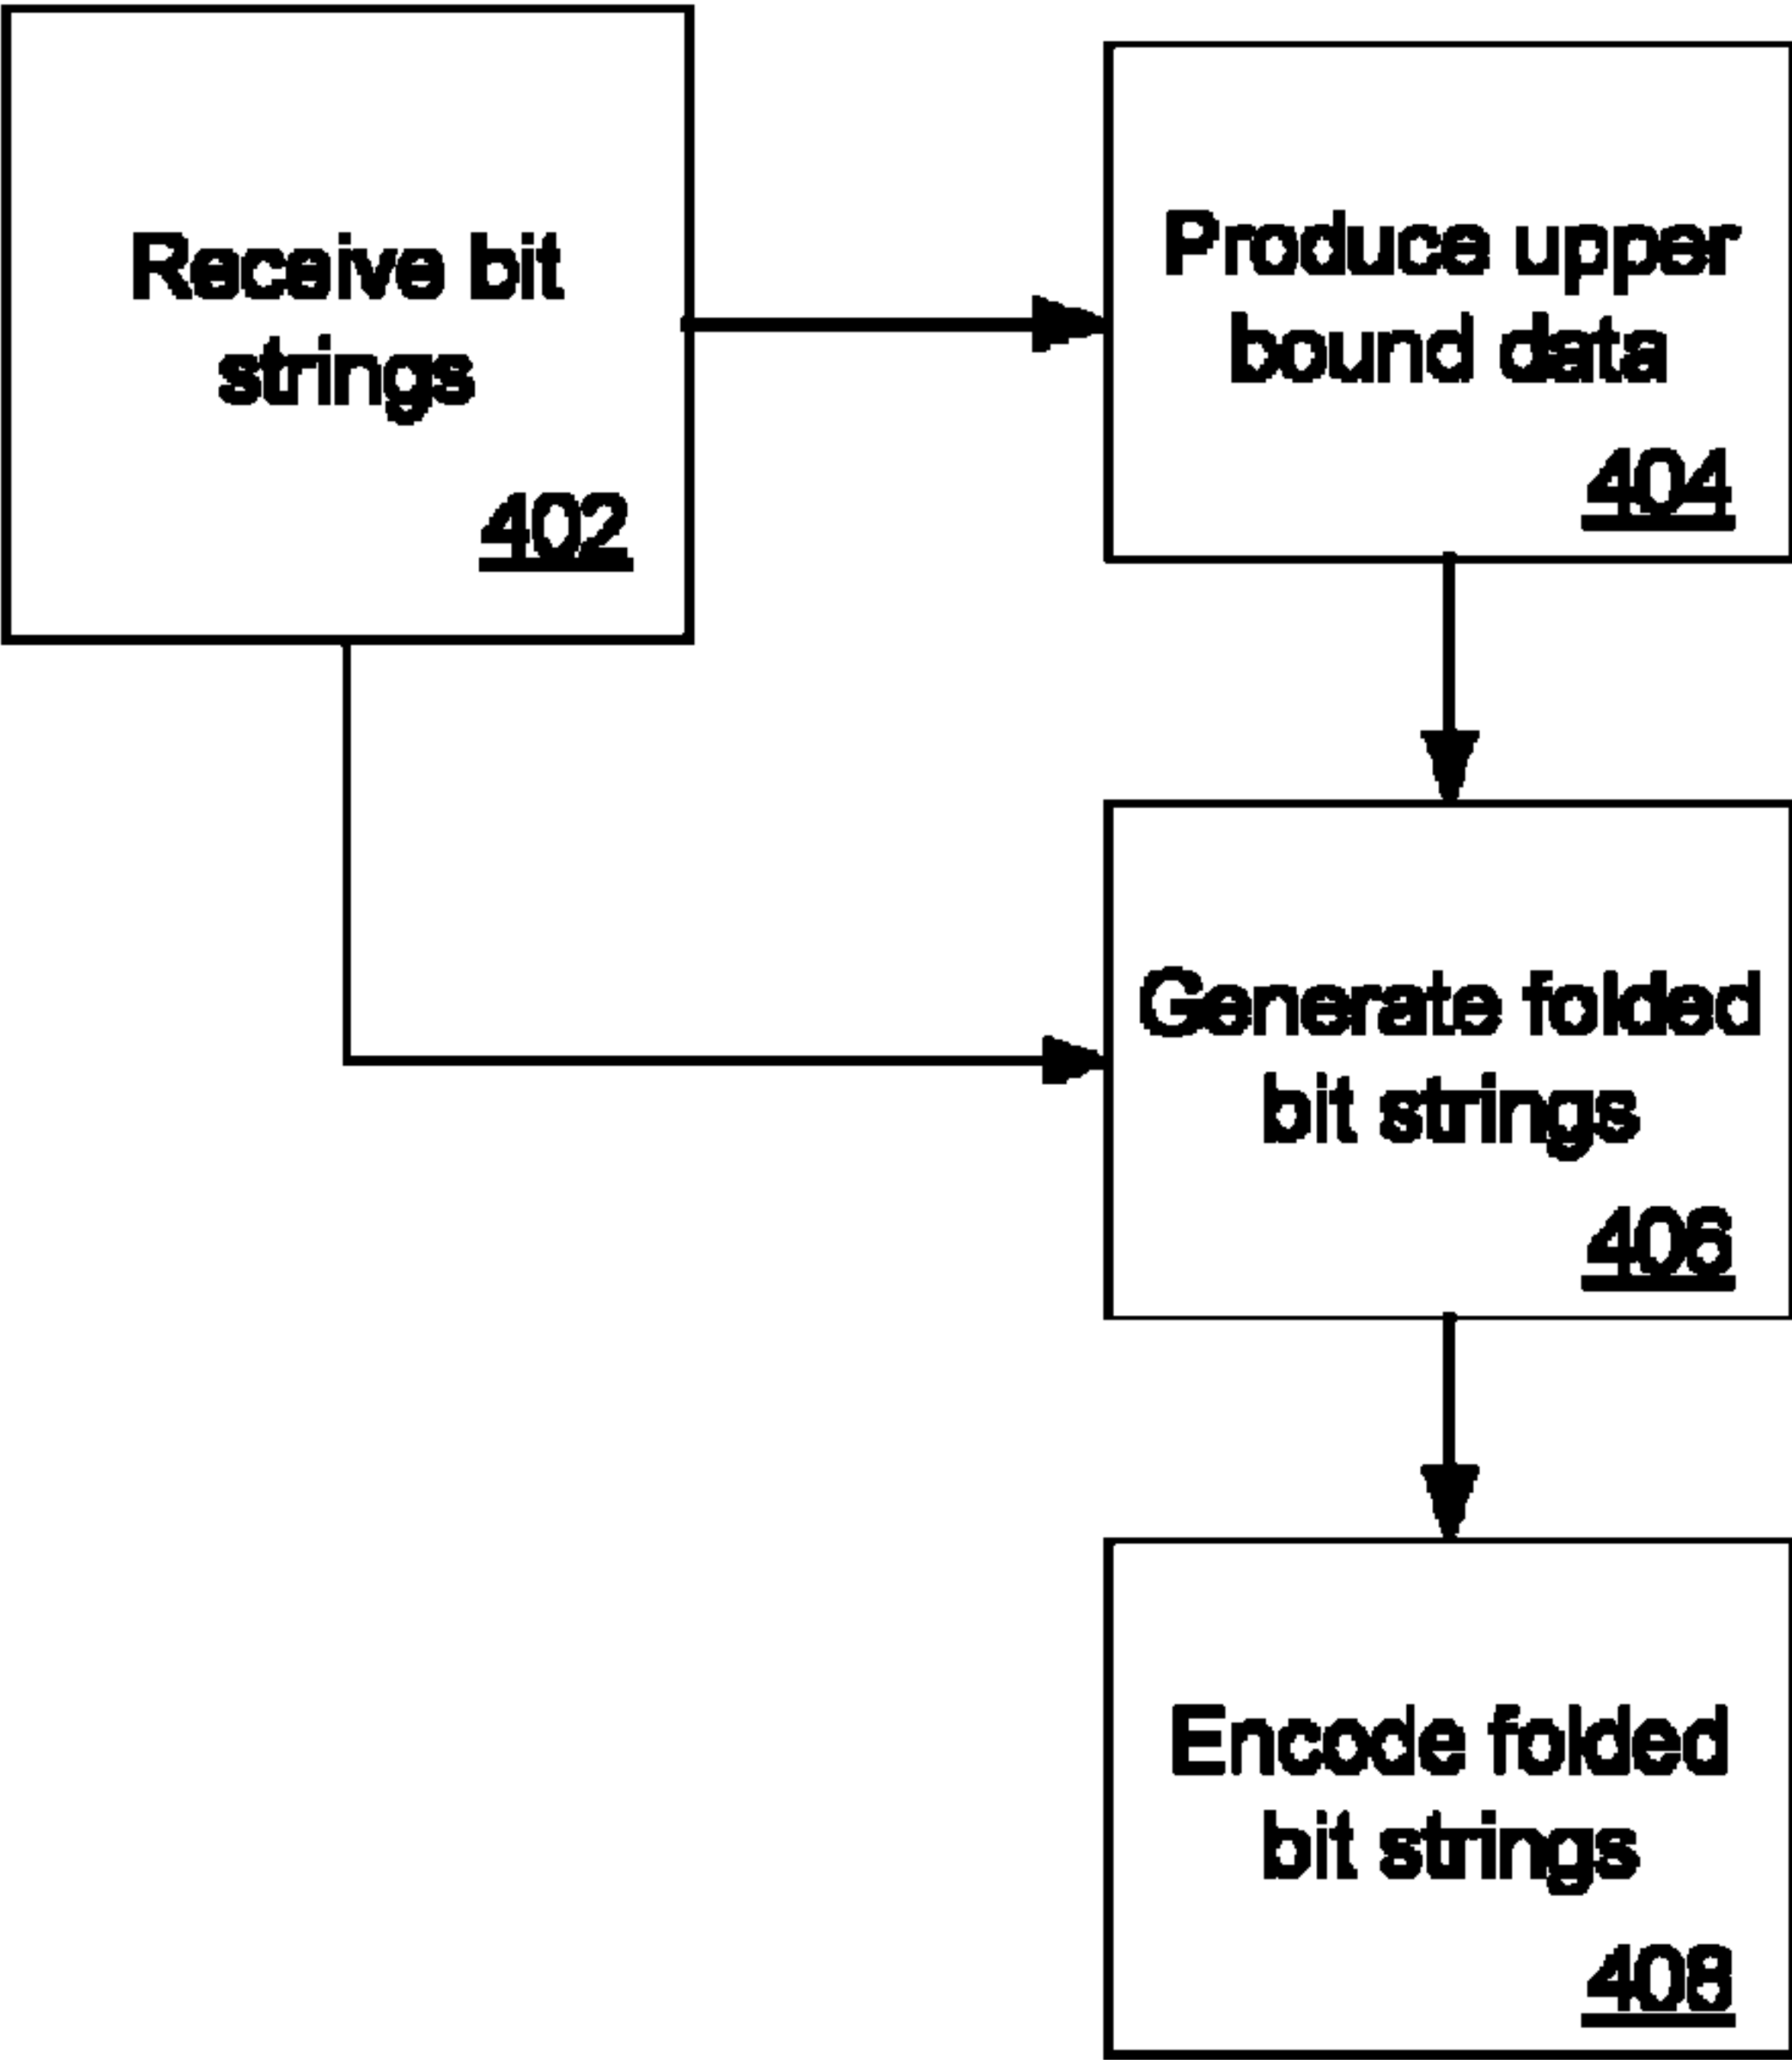 Receive bit
strings
402
Produce upper
bound data
404
Generate folded
bit strings
406
Encode folded
bit strings
408